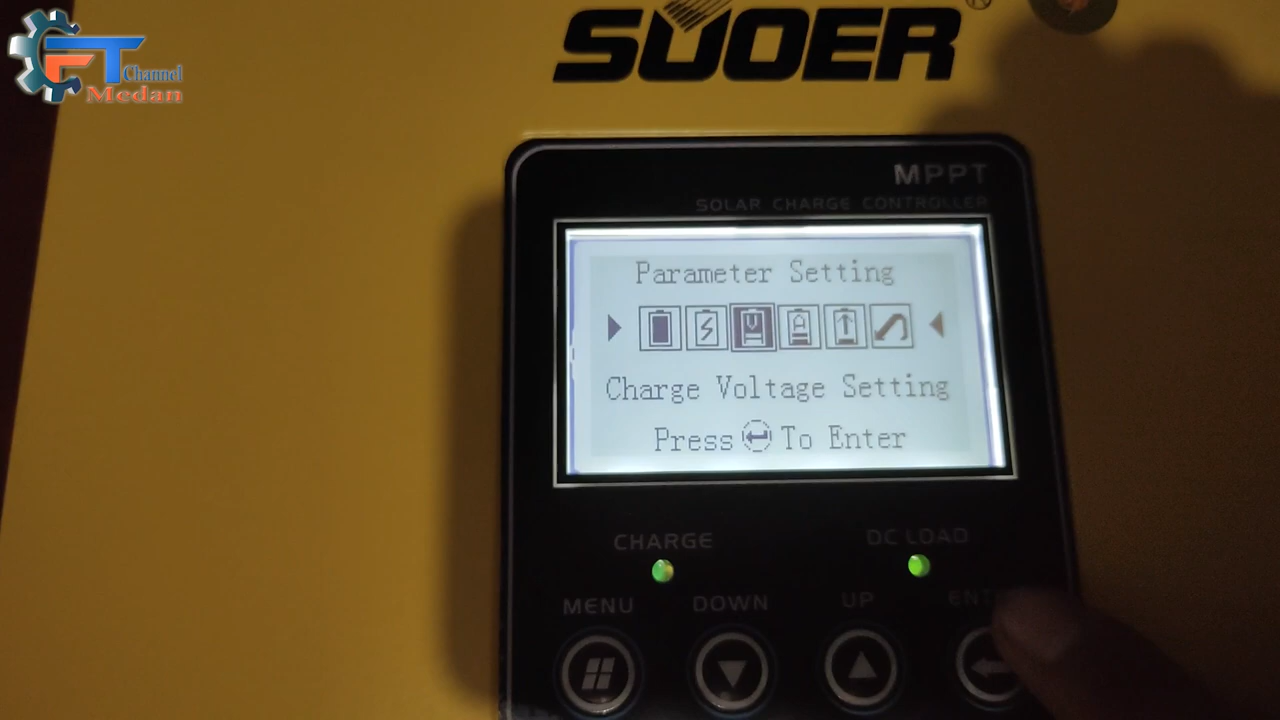 FT Channel
Medan
SUOER®
MPPT
SOLAR CHARGE CONTROLLER
Parameter Setting
Charge Voltage Setting
Press To Enter
CHARGE
DC LOAD
MENU
DOWN
UP